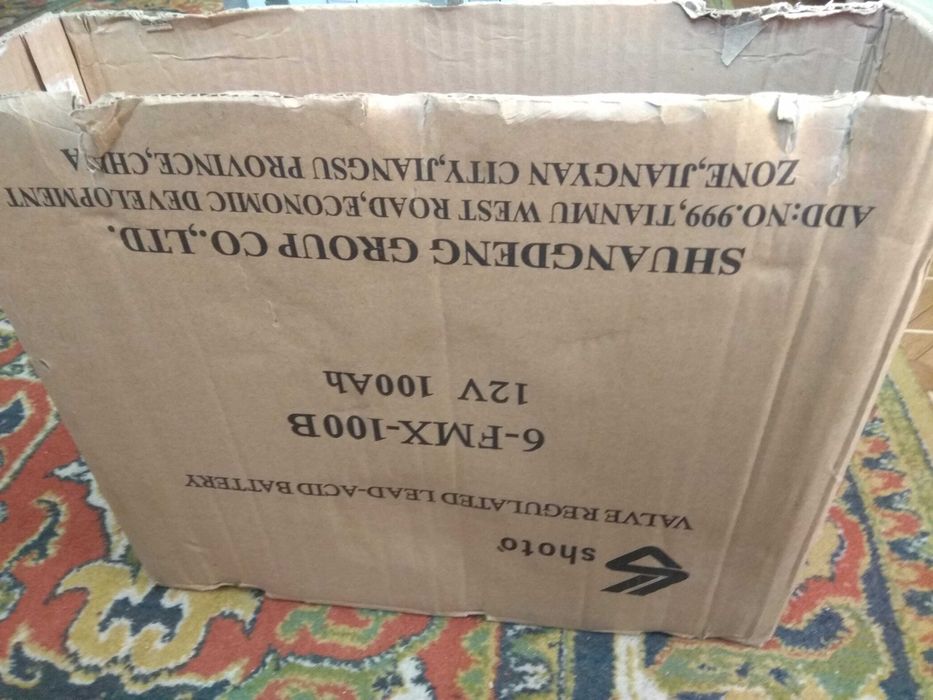 shoto
VALVE REGULATED LEAD-ACID BATTERY
6-FMX-100B
12V 100Ah
SHUANGDENG GROUP CO.,LTD.
ADD:NO.999,TIANMU WEST ROAD,ECONOMIC DEVELOPMENT
ZONE,JIANGYAN CITY,JIANGSU PROVINCE,CHINA